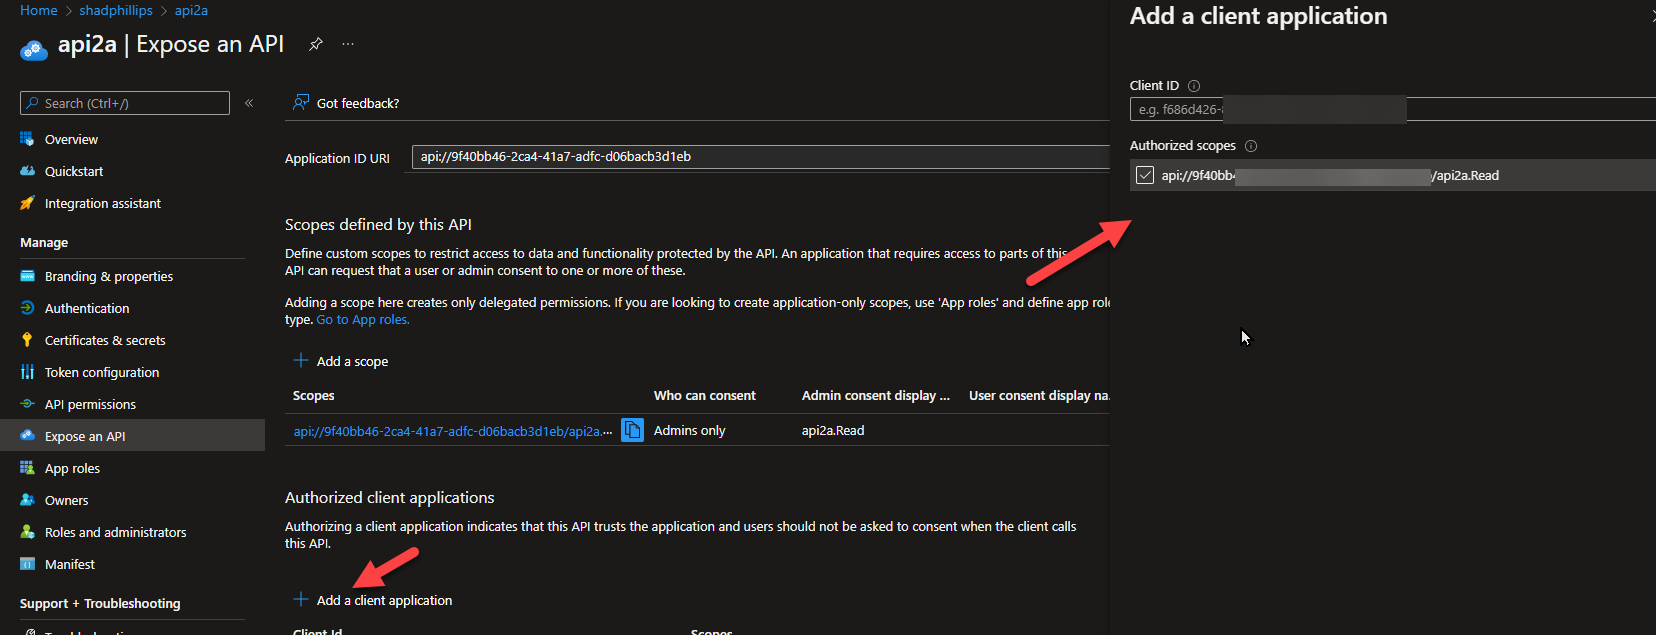 Home > shadphillips > api2a
api2a | Expose an API
Search (Ctrl+/)
Overview
Quickstart
Integration assistant
Manage
Branding & properties
Authentication
Certificates & secrets
Token configuration
API permissions
Expose an API
App roles
Owners
Roles and administrators
Manifest
Support + Troubleshooting
Got feedback?
Application ID URI
api://9f40bb46-2ca4-41a7-adfc-d06bacb3d1eb
Scopes defined by this API
Define custom scopes to restrict access to data and functionality protected by the API. An application that requires access to parts of this
API can request that a user or admin consent to one or more of these.
Adding a scope here creates only delegated permissions. If you are looking to create application-only scopes, use 'App roles' and define app role
type. Go to App roles.
Add a scope
Scopes Who can consent Admin consent display ... User consent display na.
api://9f40bb46-2ca4-41a7-adfc-d06bacb3d1eb/api2a.... Admins only api2a.Read
Authorized client applications
Authorizing a client application indicates that this API trusts the application and users should not be asked to consent when the client calls
this API.
Add a client application
Client Id Scopes
Add a client application
Client ID
e.g. f686d426-
Authorized scopes
api://9f40bb4 /api2a.Read